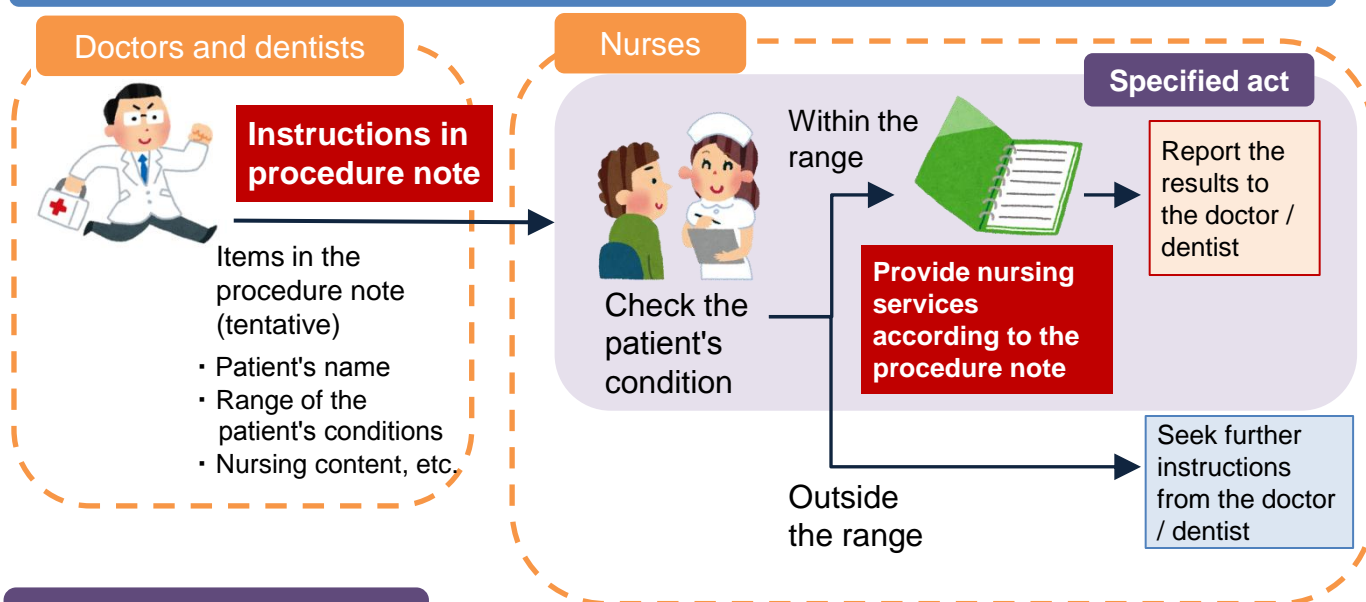 Doctors and dentists
Instructions in
procedure note
Items in the
procedure note
(tentative)
・Patient's name
・Range of the
patient's conditions
・Nursing content, etc.
Nurses
Specified act
Check the
patient's
condition
Within the
range
Provide nursing
services
according to the
procedure note
Report the
results to
the doctor /
dentist
Outside
the range
Seek further
instructions
from the doctor
/ dentist